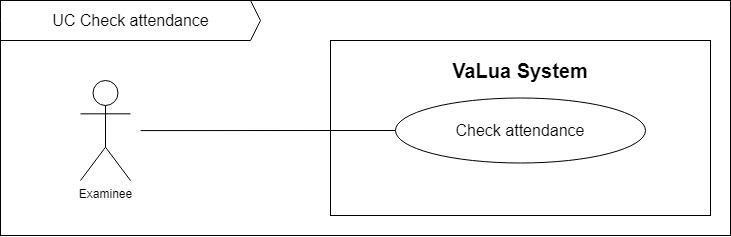 UC Check attendance
VaLua System
Check attendance
Examinee